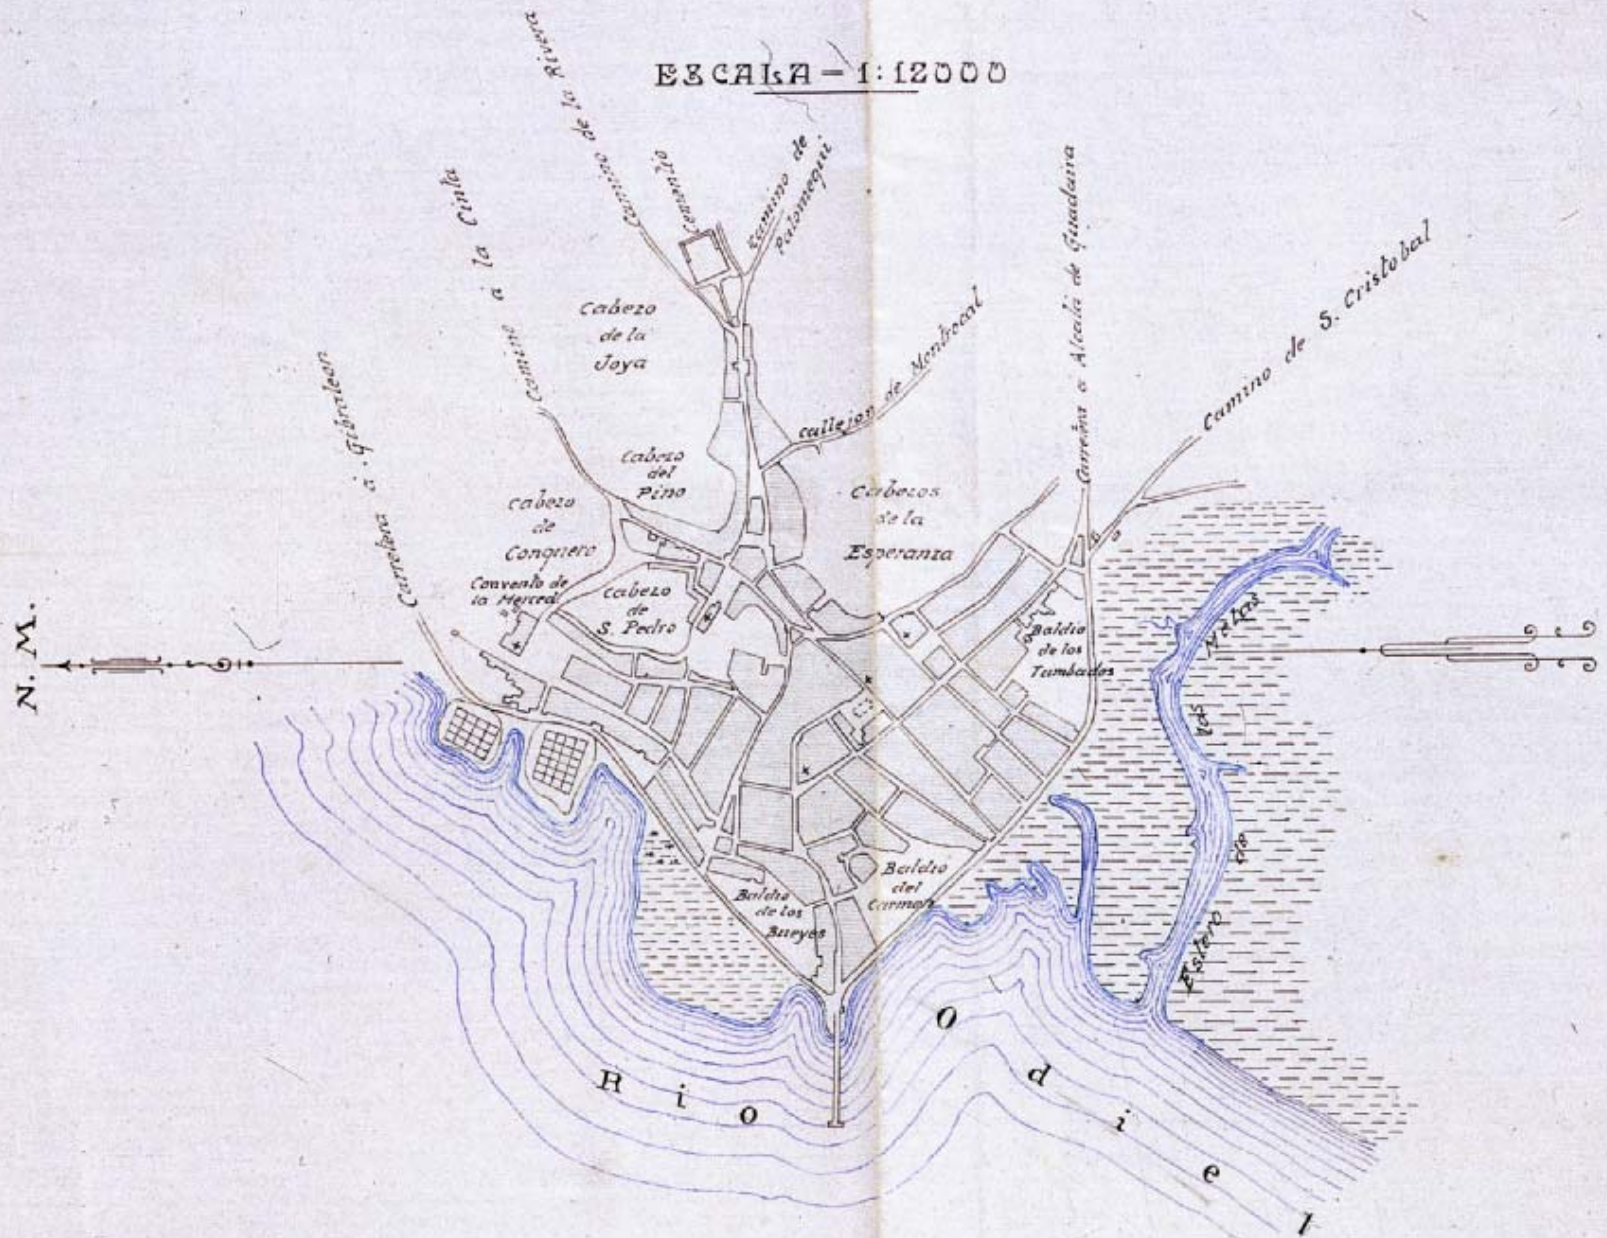 ESCALA - 1:12000
Camino de la Rivera
Cementerio
Camino de
Palomeque
Camino á la Cinta
Carretera á Gibraleon
Carretera a Alcalá de Guadaira
Camino de S. Cristobal
Callejon de
Cabezo
de la
Joya
Cabezo
del
Pino
Cabezo
de
Conquero
Cabezos
de la
Esperanza
Convento de
la Merced
Cabezo
de
S. Pedro
Baldio
de los
Tumbados
N. M.
Estero de las Metas
Baldio
de los
Bueyes
Baldio
del
Carmen
Rio Odiel